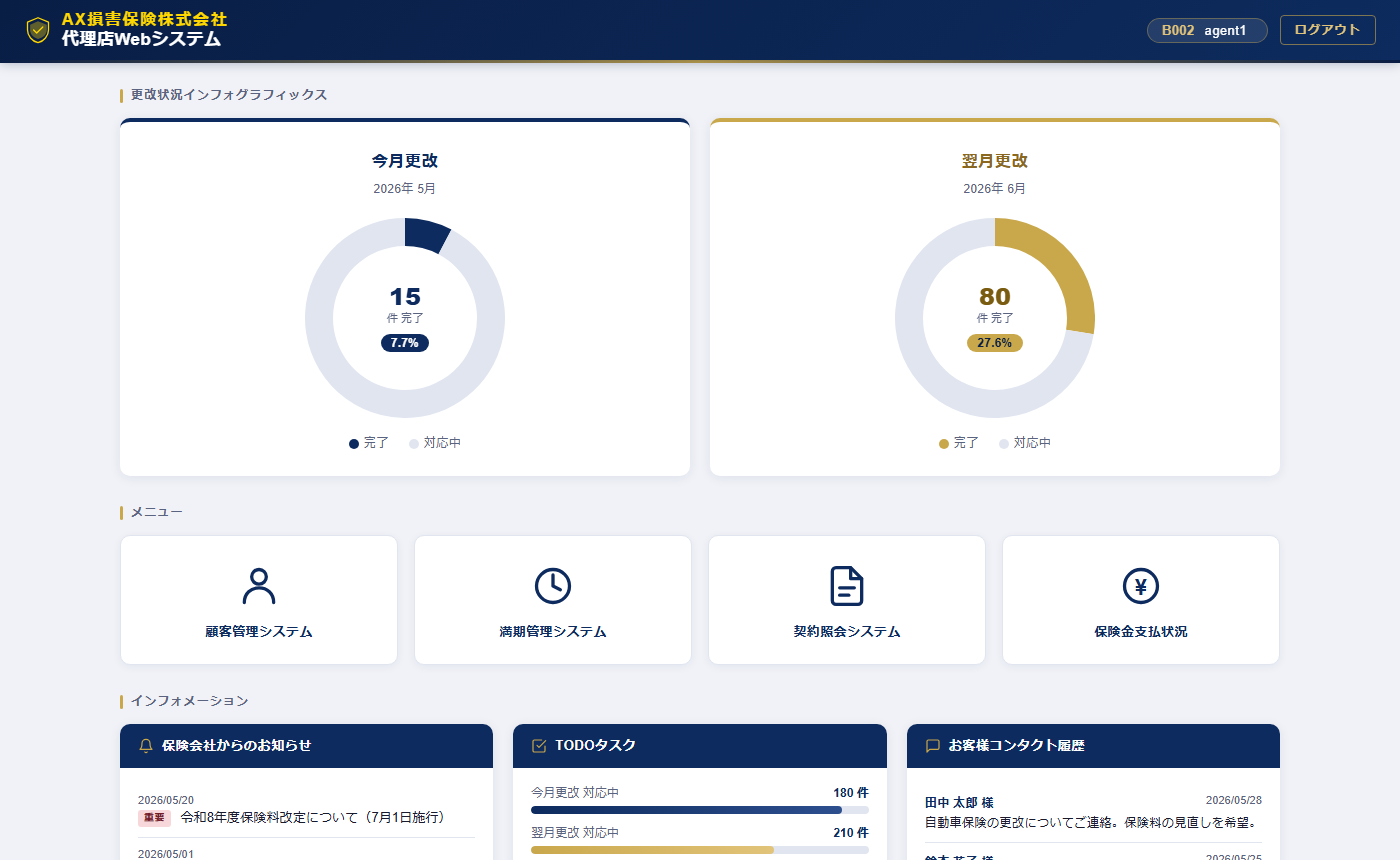 AX損害保険株式会社
代理店Webシステム
B002 agent1
ログアウト
更改状況インフォグラフィックス
今月更改
2026年 5月
15
件 完了
7.7%
完了 対応中
翌月更改
2026年 6月
80
件 完了
27.6%
完了 対応中
メニュー
顧客管理システム
満期管理システム
契約照会システム
¥
保険金支払状況
インフォメーション
保険会社からのお知らせ
2026/05/20
重要 令和8年度保険料改定について（7月1日施行）
2026/05/01
TODOタスク
今月更改 対応中 180 件
翌月更改 対応中 210 件
お客様コンタクト履歴
田中 太郎 様 2026/05/28
自動車保険の更改についてご連絡。保険料の見直しを希望。
鈴木 花子 様 2026/05/25